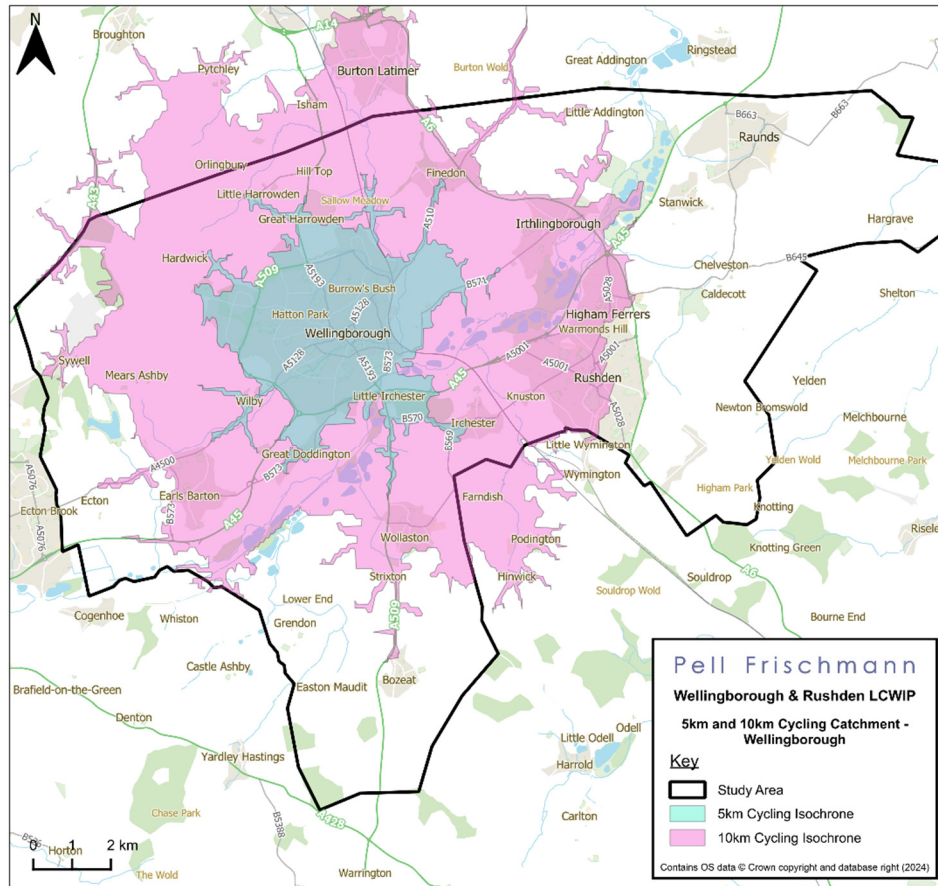 N
Broughton
A14
Pytchley
Burton Latimer
Burton Wold
Great Addington
Ringstead
Isham
A6
Little Addington
B663
B663
Raunds
Orlingbury
Hill Top
Finedon
A43
Little Harrowden
Sallow Meadow
Stanwick
Great Harrowden
A510
Irthlingborough
A45
Hargrave
Hardwick
A509
A5193
B571
Chelveston
B645
Burrow's Bush
A5028
Caldecott
Shelton
Hatton Park
A5128
Higham Ferrers
Wellingborough
Warmonds Hill
Sywell
A5128
A5193
B573
A5001
A5001
A5001
Mears Ashby
A45
Rushden
Yelden
Wilby
Little Irchester
Knuston
Newton Bromswold
B570
A5028
Melchbourne
Irchester
B569
Little Wymington
Great Doddington
Yelden Wold
Melchbourne Park
A4500
B573
Wymington
A5076
Ecton
Earls Barton
Farndish
Higham Park
Ecton Brook
B573
A45
Knotting
A5076
Wollaston
Podington
Knotting Green
Strixton
Hinwick
Souldrop
A6
Souldrop Wold
Lower End
A509
Cogenhoe
Whiston
Grendon
Bourne End
Castle Ashby
Bozeat
Brafield-on-the-Green
Easton Maudit
Denton
Yardley Hastings
Odell
Little Odell
Harrold
Chase Park
A428
Carlton
B5388
Horton
The Wold
Warrington
0 1 2 km
Pell Frischmann
Wellingborough & Rushden LCWIP
5km and 10km Cycling Catchment -
Wellingborough
Key
Study Area
5km Cycling Isochrone
10km Cycling Isochrone
Contains OS data © Crown copyright and database right (2024)